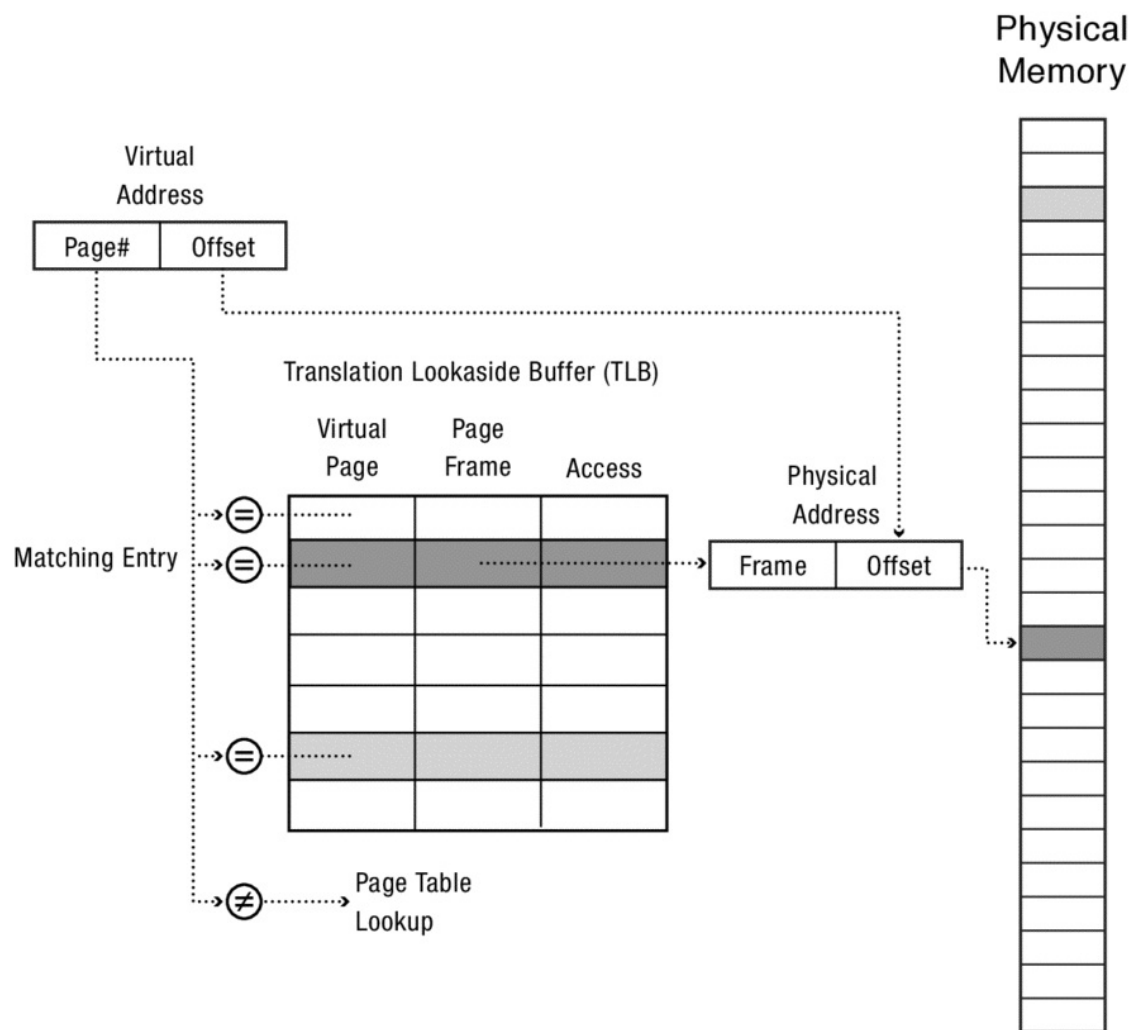 Physical
Memory
Virtual
Address
Page#
Offset
Translation Lookaside Buffer (TLB)
Virtual
Page
Page
Frame
Access
Physical
Address
Matching Entry
=
=
Frame
Offset
=
≠
Page Table
Lookup